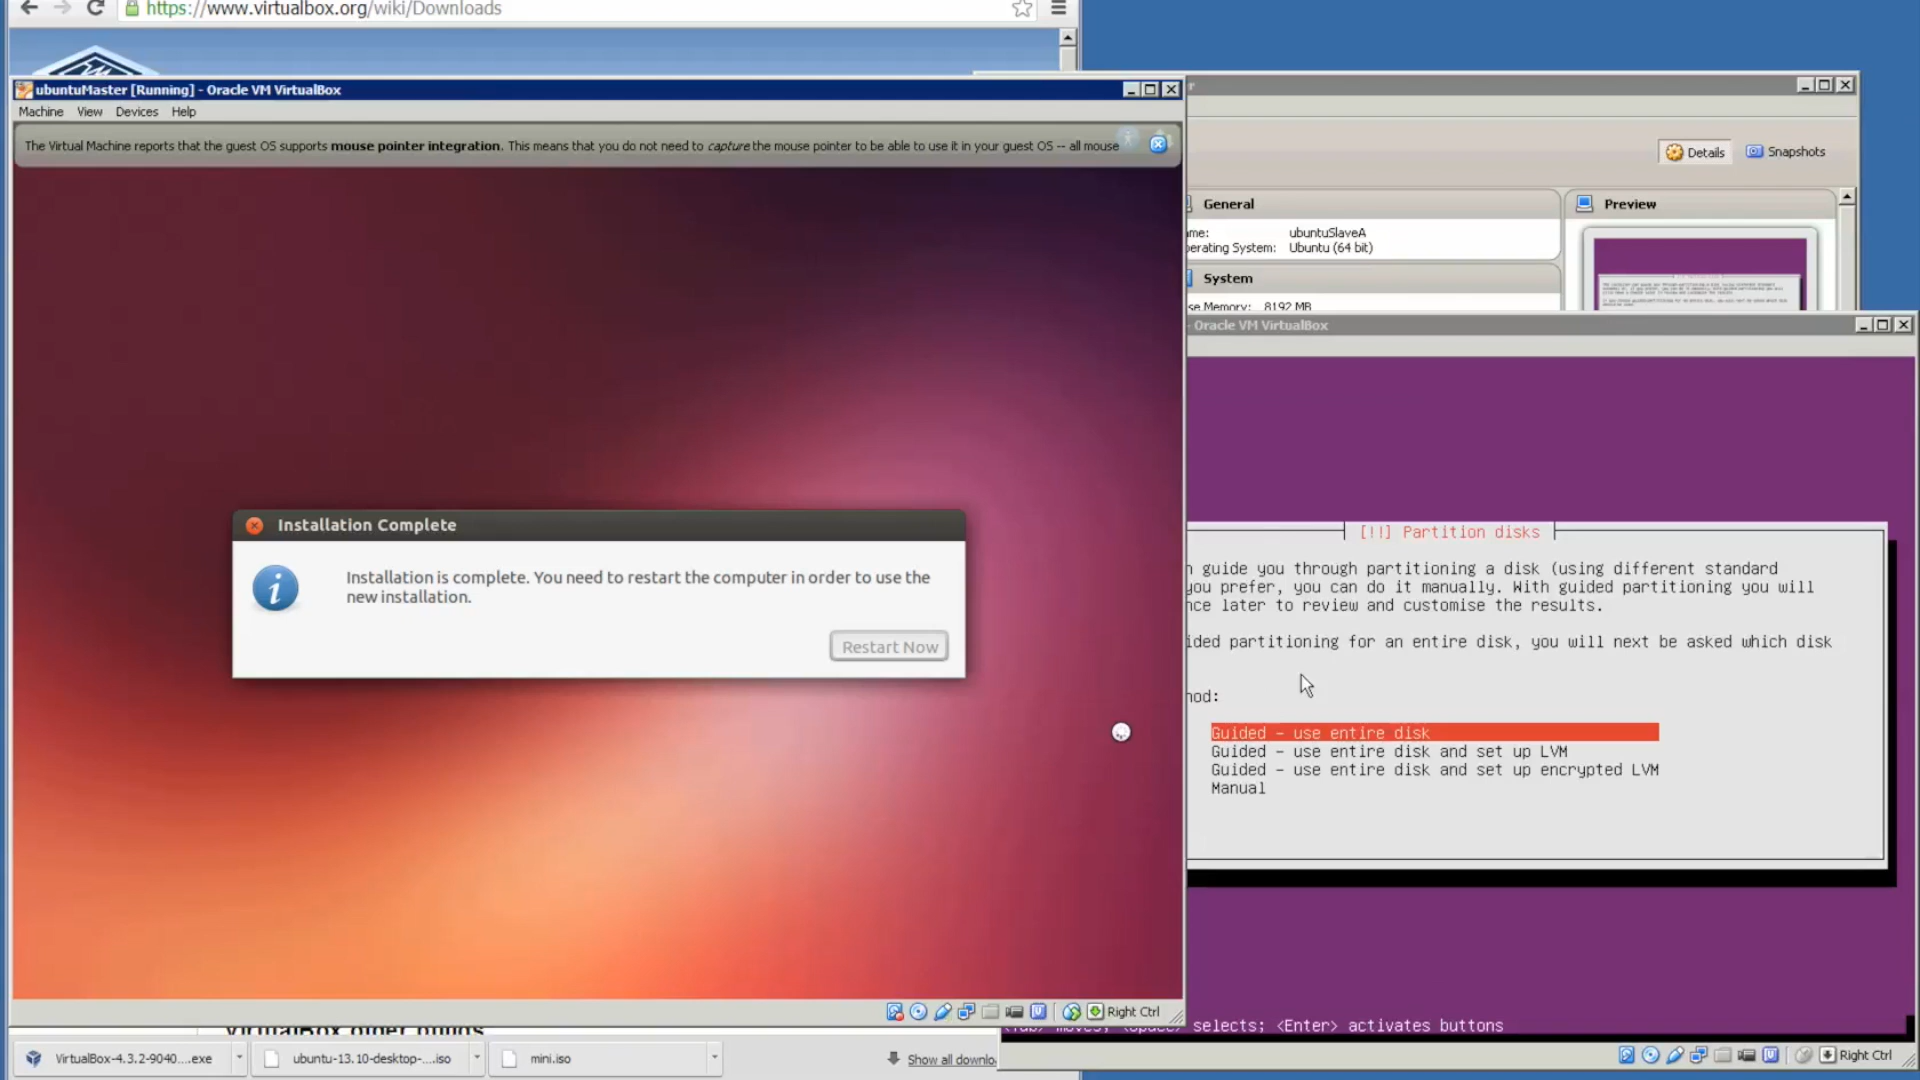 https://www.virtualbox.org/wiki/Downloads
ubuntuMaster [Running] - Oracle VM VirtualBox
Machine View Devices Help
The Virtual Machine reports that the guest OS supports mouse pointer integration. This means that you do not need to capture the mouse pointer to be able to use it in your guest OS -- all mouse
Installation Complete
Installation is complete. You need to restart the computer in order to use the
new installation.
Restart Now
Right Ctrl
Details Snapshots
General
Preview
ubuntuSlaveA
Operating System: Ubuntu (64 bit)
System
Memory: 8192 MB
- Oracle VM VirtualBox
[!!] Partition disks
guide you through partitioning a disk (using different standard
you prefer, you can do it manually. With guided partitioning you will
later to review and customise the results.
partitioning for an entire disk, you will next be asked which disk
Guided - use entire disk
Guided - use entire disk and set up LVM
Guided - use entire disk and set up encrypted LVM
Manual
<Tab> moves; <Space> selects; <Enter> activates buttons
Right Ctrl
VirtualBox older builds
VirtualBox-4.3.2-9040....exe
ubuntu-13.10-desktop-....iso
mini.iso
Show all downlo